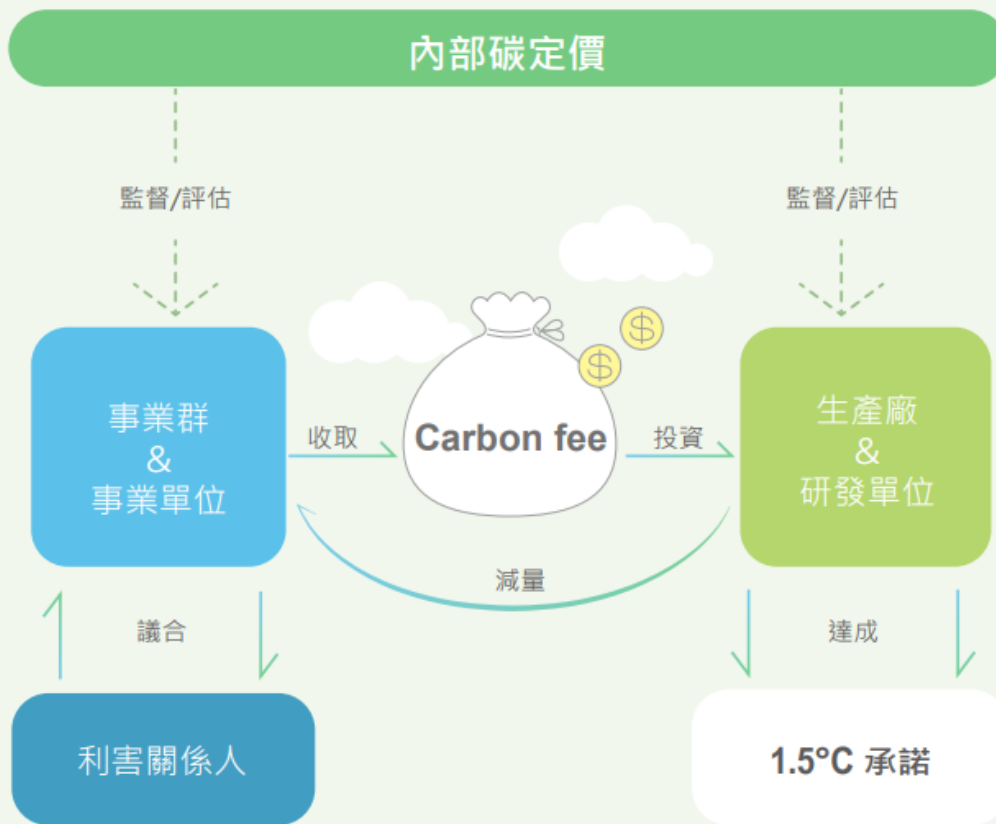 內部碳定價
監督/評估
監督/評估
事業群
&
事業單位
收取
Carbon fee
$
$
投資
生產廠
&
研發單位
減量
議合
達成
利害關係人
1.5°C 承諾